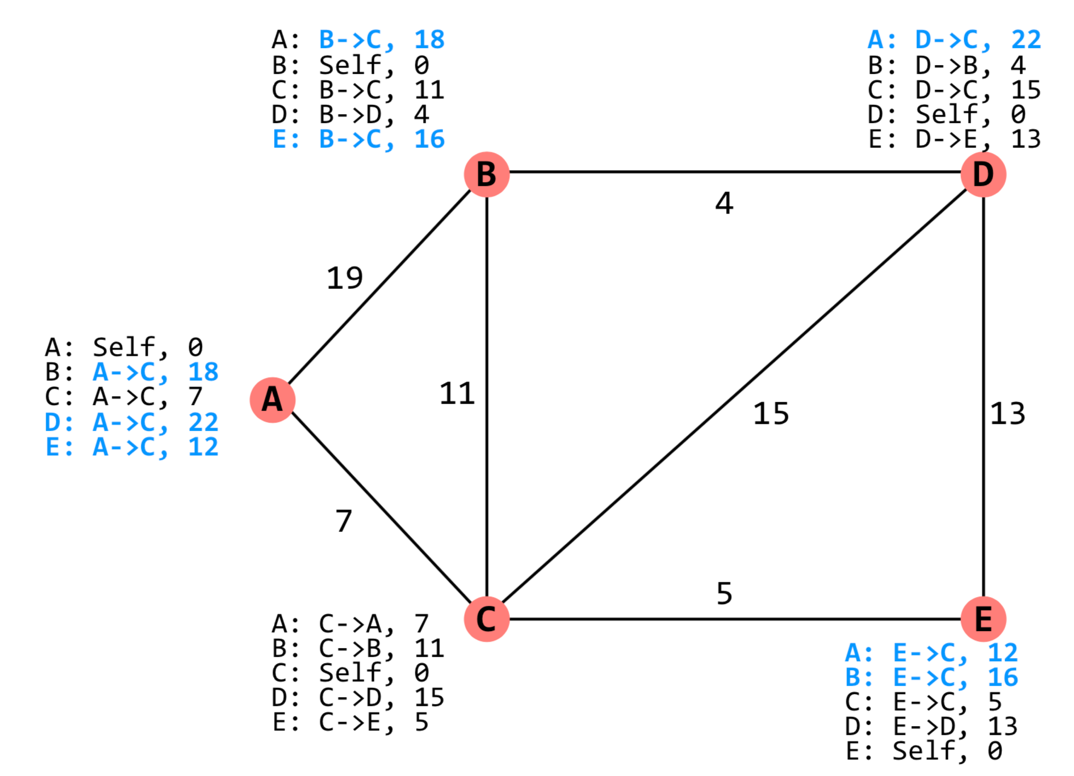 A: B->C, 18
B: Self, 0
C: B->C, 11
D: B->D, 4
E: B->C, 16
A: D->C, 22
B: D->B, 4
C: D->C, 15
D: Self, 0
E: D->E, 13
B
D
4
19
A: Self, 0
B: A->C, 18
C: A->C, 7
D: A->C, 22
E: A->C, 12
A
11
15
13
7
5
C
E
A: C->A, 7
B: C->B, 11
C: Self, 0
D: C->D, 15
E: C->E, 5
A: E->C, 12
B: E->C, 16
C: E->C, 5
D: E->D, 13
E: Self, 0